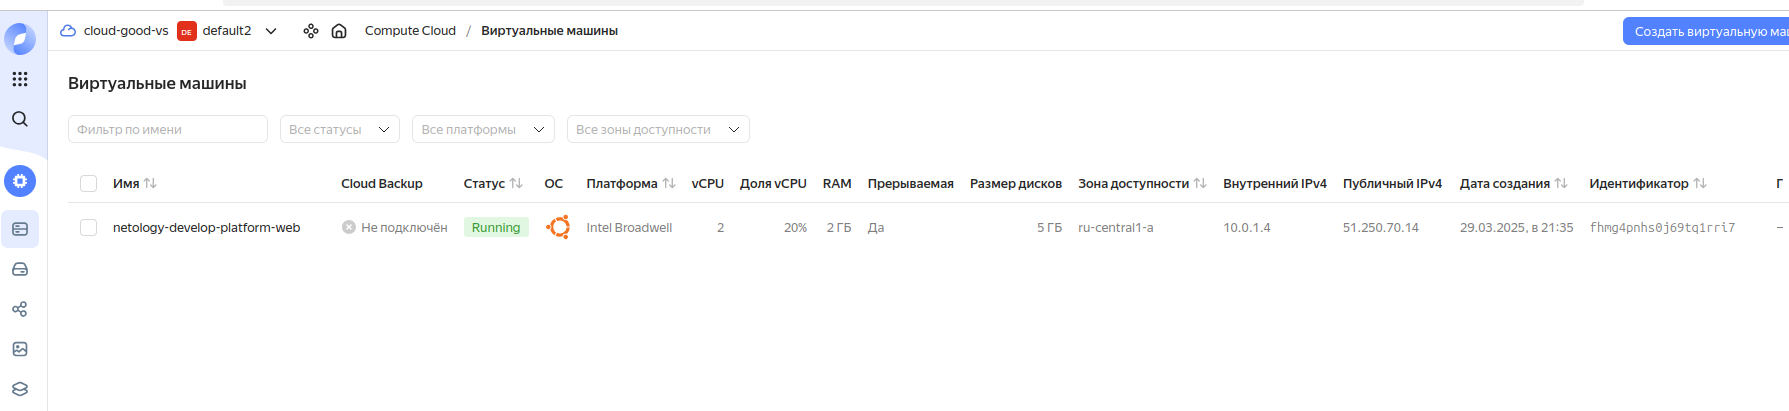 cloud-good-vs DE default2 Compute Cloud / Виртуальные машины
Создать виртуальную
Виртуальные машины
Фильтр по имени Все статусы Все платформы Все зоны доступности
Имя Cloud Backup Статус ОС Платформа vCPU Доля vCPU RAM Прерываемая Размер дисков Зона доступности Внутренний IPv4 Публичный IPv4 Дата создания Идентификатор
netology-develop-platform-web Не подключён Running Intel Broadwell 2 20% 2 ГБ Да 5 ГБ ru-central1-a 10.0.1.4 51.250.70.14 29.03.2025, в 21:35 fhmg4pnhs0j69tq1rri7 —